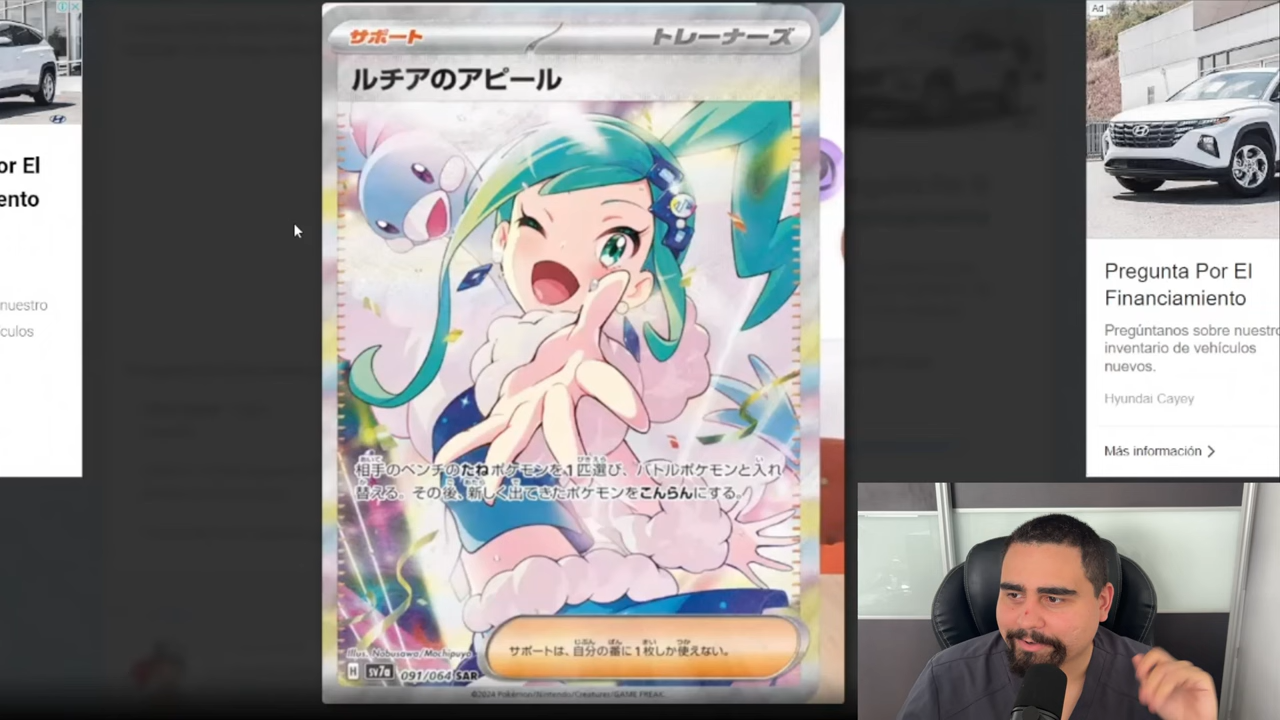 or El
ento
nuestro
culos
サポート
トレーナーズ
ルチアのアピール
相手のベンチのたねポケモンを1匹選び、バトルポケモンと入れ
替える。その後、新しく出てきたポケモンをこんらんにする。
サポートは、自分の番に1枚しか使えない。
Illus. Nobusawa/Mochipuyo
H sv7a 091/064 SAR
©2024 Pokémon/Nintendo/Creatures/GAME FREAK.
Ad
Pregunta Por El
Financiamiento
Pregúntanos sobre nuestro
inventario de vehículos
nuevos.
Hyundai Cayey
Más información